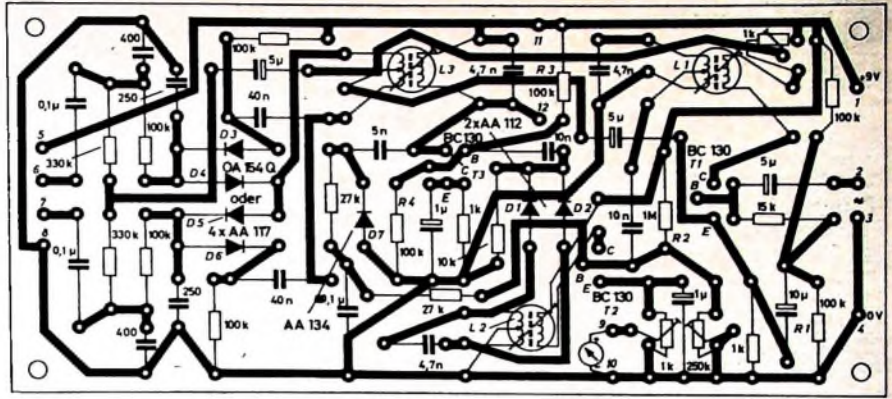 400
100k
5µ
40n
250
0,1µ
5
330k
6
7
8
0,1µ
330k
100k
100k
D3
D4
OA 154 Q
oder
D5
4x AA 117
D6
250
400
100k
40n
L3
4,7n
11
R3
100k
12
2xAA 112
BC130
5n
B
C
T3
10n
27k
R4
E
1µ
1k
D7
100k
10k
D1
D2
0,1µ
AA 134
27k
L2
4,7n
4,7n
L1
1k
+9V
1
100k
5µ
BC 130
T1
C
B
E
5µ
2
≈
15k
3
10n
1M
R2
C
B
E
BC 130
T2
1µ
9
10
1k
250k
1k
10µ
R1
100k
0V
4